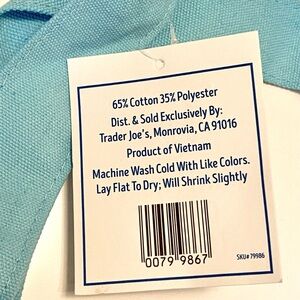 65% Cotton 35% Polyester
Dist. & Sold Exclusively By:
Trader Joe's, Monrovia, CA 91016
Product of Vietnam
Machine Wash Cold With Like Colors.
Lay Flat To Dry; Will Shrink Slightly
0079 9867
SKU# 79986